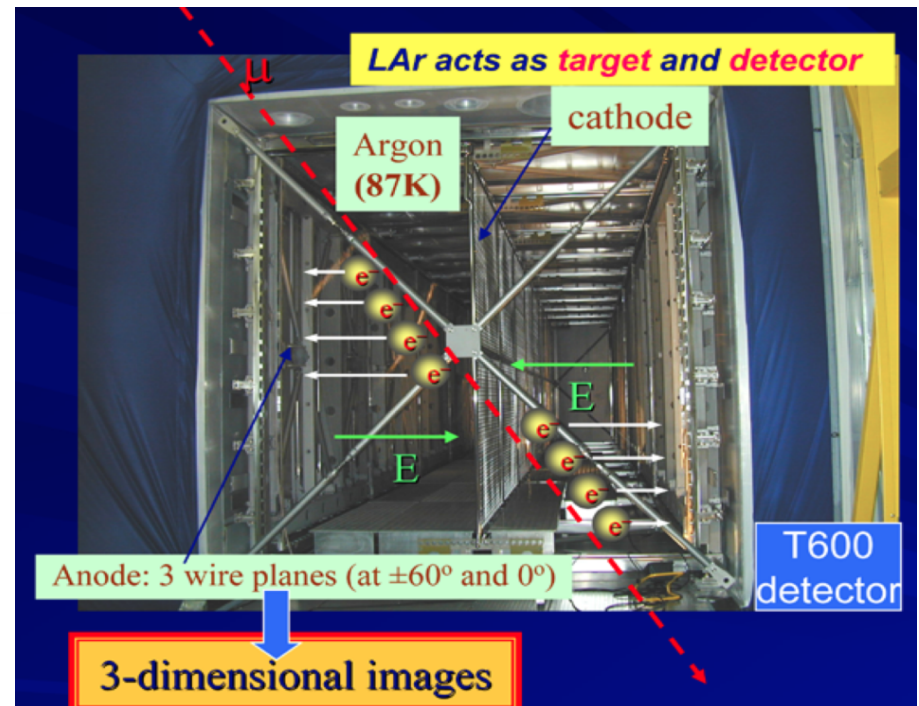 μ
LAr acts as target and detector
cathode
Argon
(87K)
e⁻
e⁻
e⁻
e⁻
E
E
e⁻
e⁻
e⁻
e⁻
Anode: 3 wire planes (at ±60° and 0°)
T600
detector
3-dimensional images